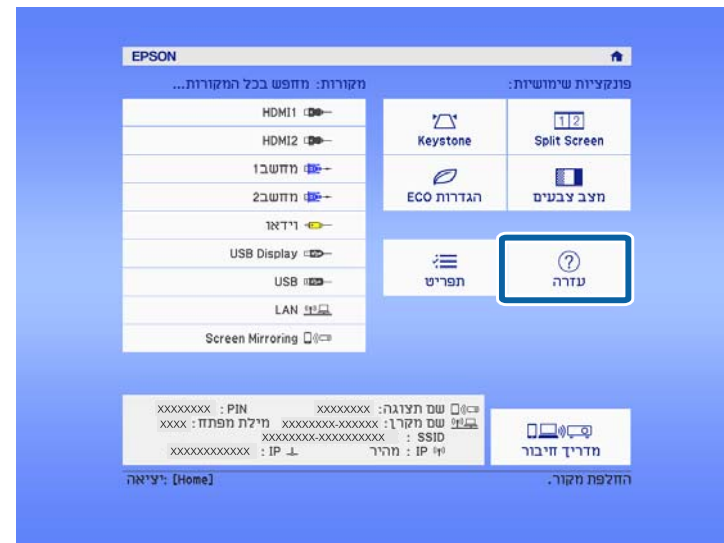 EPSON
פונקציות שימושיות:
מקורות: מחפש בכל המקורות...
Split Screen
Keystone
מצב צבעים
הגדרות ECO
עזרה
תפריט
HDMI1
HDMI2
מחשב1
מחשב2
וידאו
USB Display
USB
LAN
Screen Mirroring
מדריך חיבור
שם תצוגה: XXXXXXXX PIN : XXXXXXXX
שם מקרן: XXXXXXXX-XXXXXX מילת מפתח: XXXX
SSID : XXXXXXXX-XXXXXXXXXX
IP : מהיר IP : XXXXXXXXXXXX
החלפת מקור.
[Home] :יציאה